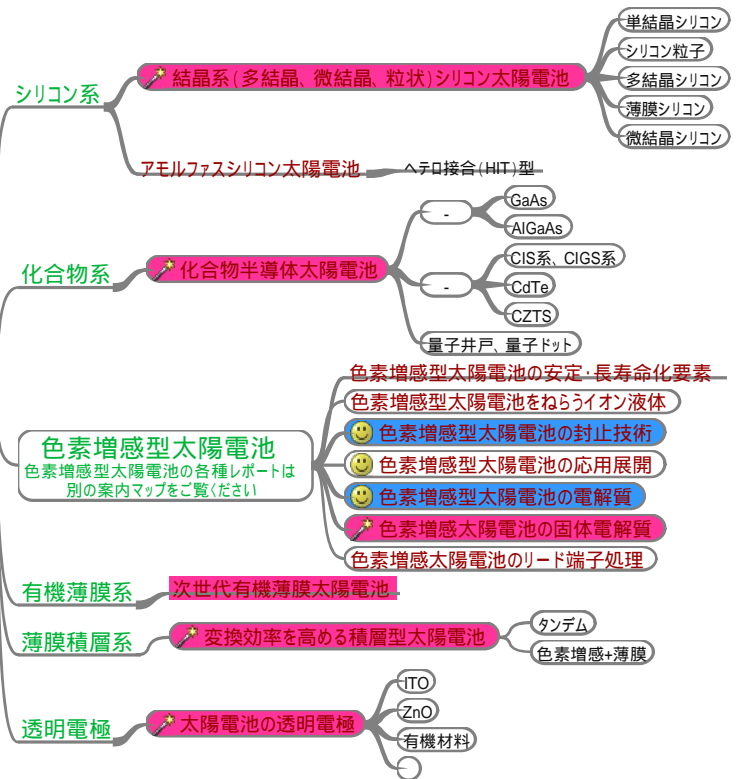 シリコン系
結晶系(多結晶、微結晶、粒状)シリコン太陽電池
単結晶シリコン
シリコン粒子
多結晶シリコン
薄膜シリコン
微結晶シリコン
アモルファスシリコン太陽電池
ヘテロ接合(HIT)型
化合物系
化合物半導体太陽電池
-
GaAs
AlGaAs
-
CIS系、CIGS系
CdTe
CZTS
量子井戸、量子ドット
色素増感型太陽電池
色素増感型太陽電池の各種レポートは
別の案内マップをご覧ください
色素増感型太陽電池の安定・長寿命化要素
色素増感型太陽電池をねらうイオン液体
色素増感型太陽電池の封止技術
色素増感型太陽電池の応用展開
色素増感型太陽電池の電解質
色素増感太陽電池の固体電解質
色素増感太陽電池のリード端子処理
有機薄膜系
次世代有機薄膜太陽電池
薄膜積層系
変換効率を高める積層型太陽電池
タンデム
色素増感+薄膜
透明電極
太陽電池の透明電極
ITO
ZnO
有機材料